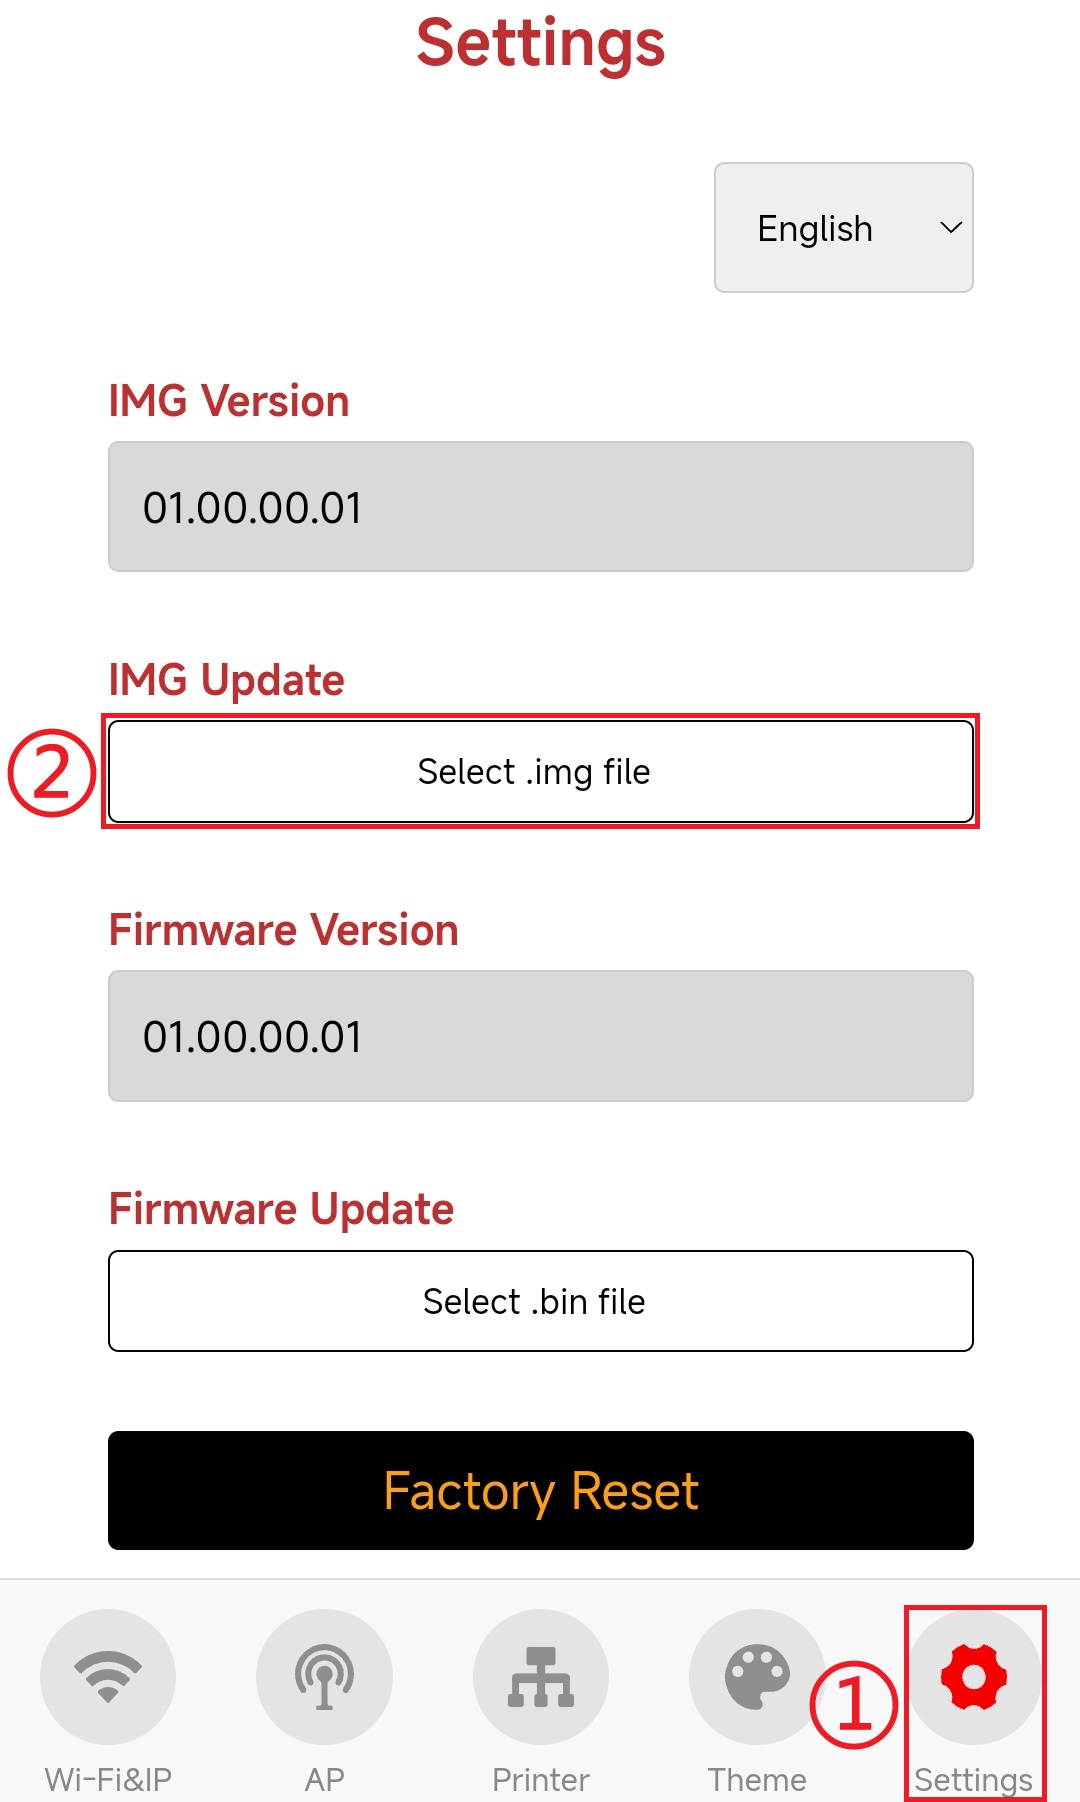 Settings
English
IMG Version
01.00.00.01
IMG Update
② Select .img file
Firmware Version
01.00.00.01
Firmware Update
Select .bin file
Factory Reset
①
Wi-Fi&IP AP Printer Theme Settings